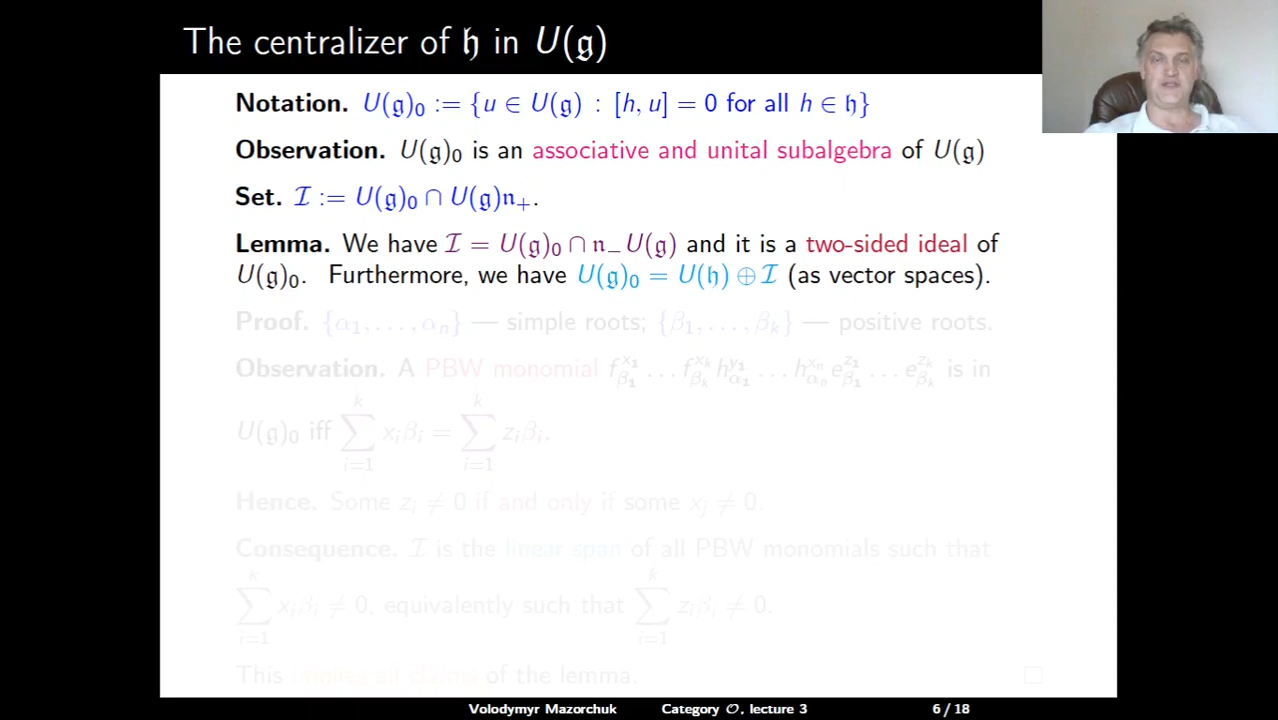 The centralizer of 𝔥 in U(𝔤)
Notation. U(𝔤)₀ := {u ∈ U(𝔤) : [h, u] = 0 for all h ∈ 𝔥}
Observation. U(𝔤)₀ is an associative and unital subalgebra of U(𝔤)
Set. ℐ := U(𝔤)₀ ∩ U(𝔤)𝔫₊.
Lemma. We have ℐ = U(𝔤)₀ ∩ 𝔫₋U(𝔤) and it is a two-sided ideal of
U(𝔤)₀. Furthermore, we have U(𝔤)₀ = U(𝔥) ⊕ ℐ (as vector spaces).
Proof. {α₁, . . . , αₙ} — simple roots; {β₁, . . . , βₖ} — positive roots.
Observation. A PBW monomial f_{β₁}^{x₁} . . . f_{βₖ}^{xₖ} h_{α₁}^{y₁} . . . h_{αₙ}^{xₙ} e_{β₁}^{z₁} . . . e_{βₖ}^{zₖ} is in
U(𝔤)₀ iff ∑_{i=1}^{k} xᵢβᵢ = ∑_{i=1}^{k} zᵢβᵢ.
Hence. Some zᵢ ≠ 0 if and only if some xⱼ ≠ 0.
Consequence. ℐ is the linear span of all PBW monomials such that
∑_{i=1}^{k} xᵢβᵢ ≠ 0, equivalently such that ∑_{i=1}^{k} zᵢβᵢ ≠ 0.
This implies all claims of the lemma. □
Volodymyr Mazorchuk Category 𝒪, lecture 3 6 / 18